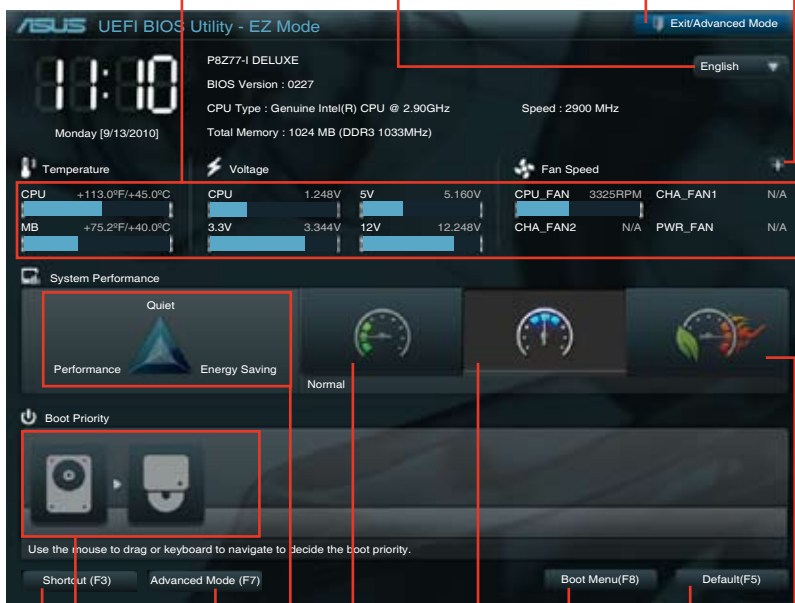 ASUS UEFI BIOS Utility - EZ Mode
Exit/Advanced Mode
English
11:10
Monday [9/13/2010]
P8Z77-I DELUXE
BIOS Version : 0227
CPU Type : Genuine Intel(R) CPU @ 2.90GHz Speed : 2900 MHz
Total Memory : 1024 MB (DDR3 1033MHz)
Temperature Voltage Fan Speed
CPU +113.0ºF/+45.0ºC CPU 1.248V 5V 5.160V CPU_FAN 3325RPM CHA_FAN1 N/A
MB +75.2ºF/+40.0ºC 3.3V 3.344V 12V 12.248V CHA_FAN2 N/A PWR_FAN N/A
System Performance
Quiet
Performance Energy Saving
Normal
Boot Priority
Use the mouse to drag or keyboard to navigate to decide the boot priority.
Shortcut (F3) Advanced Mode (F7) Boot Menu(F8) Default(F5)